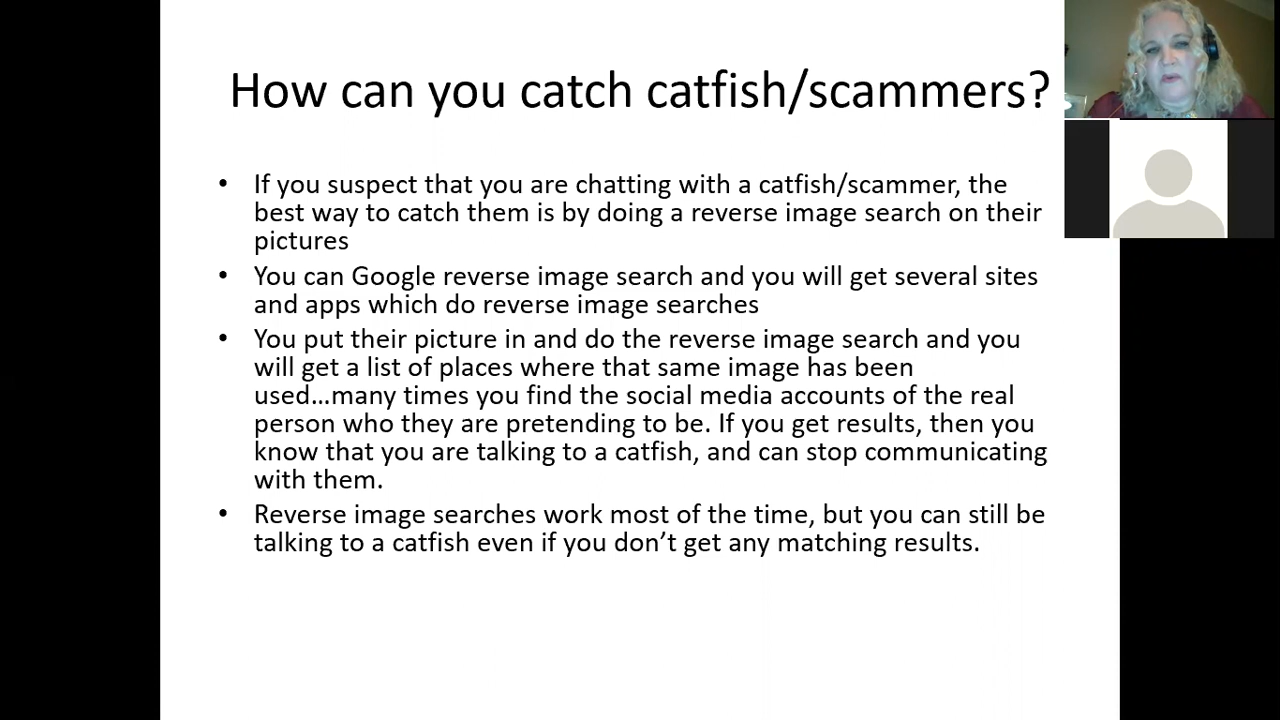 How can you catch catfish/scammers?
• If you suspect that you are chatting with a catfish/scammer, the
best way to catch them is by doing a reverse image search on their
pictures
• You can Google reverse image search and you will get several sites
and apps which do reverse image searches
• You put their picture in and do the reverse image search and you
will get a list of places where that same image has been
used…many times you find the social media accounts of the real
person who they are pretending to be. If you get results, then you
know that you are talking to a catfish, and can stop communicating
with them.
• Reverse image searches work most of the time, but you can still be
talking to a catfish even if you don’t get any matching results.